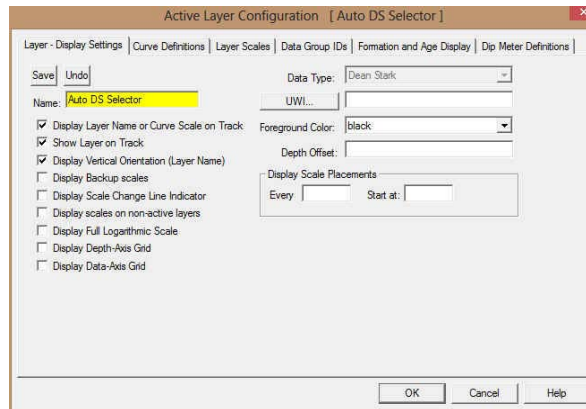 Active Layer Configuration [ Auto DS Selector ]
Layer - Display Settings Curve Definitions Layer Scales Data Group IDs Formation and Age Display Dip Meter Definitions
Save Undo
Name: Auto DS Selector
Display Layer Name or Curve Scale on Track
Show Layer on Track
Display Vertical Orientation (Layer Name)
Display Backup scales
Display Scale Change Line Indicator
Display scales on non-active layers
Display Full Logarithmic Scale
Display Depth-Axis Grid
Display Data-Axis Grid
Data Type: Dean Stark
UWI...
Foreground Color: black
Depth Offset:
Display Scale Placements
Every Start at:
OK Cancel Help